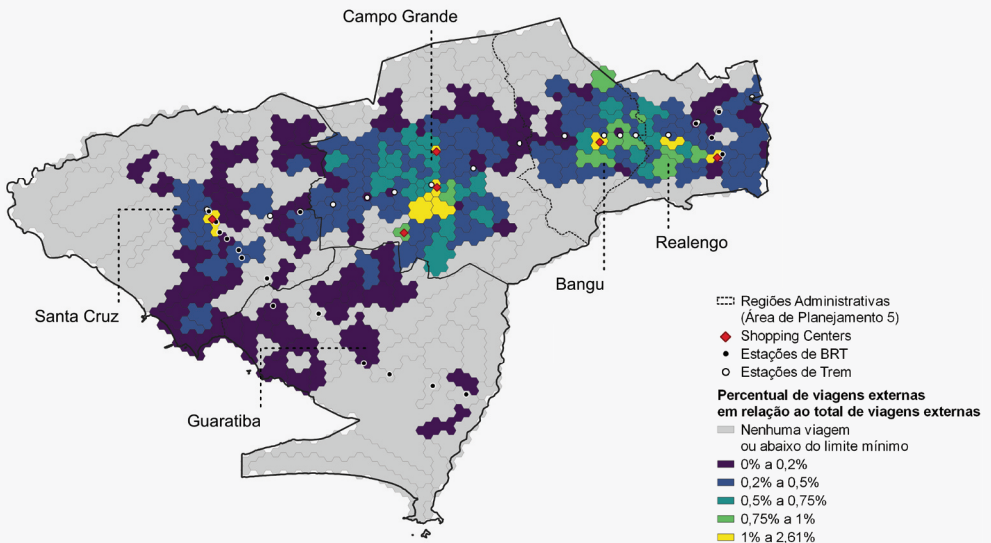 Campo Grande
Realengo
Bangu
Santa Cruz
Guaratiba
Regiões Administrativas
(Área de Planejamento 5)
Shopping Centers
Estações de BRT
Estações de Trem
Percentual de viagens externas
em relação ao total de viagens externas
Nenhuma viagem
ou abaixo do limite mínimo
0% a 0,2%
0,2% a 0,5%
0,5% a 0,75%
0,75% a 1%
1% a 2,61%